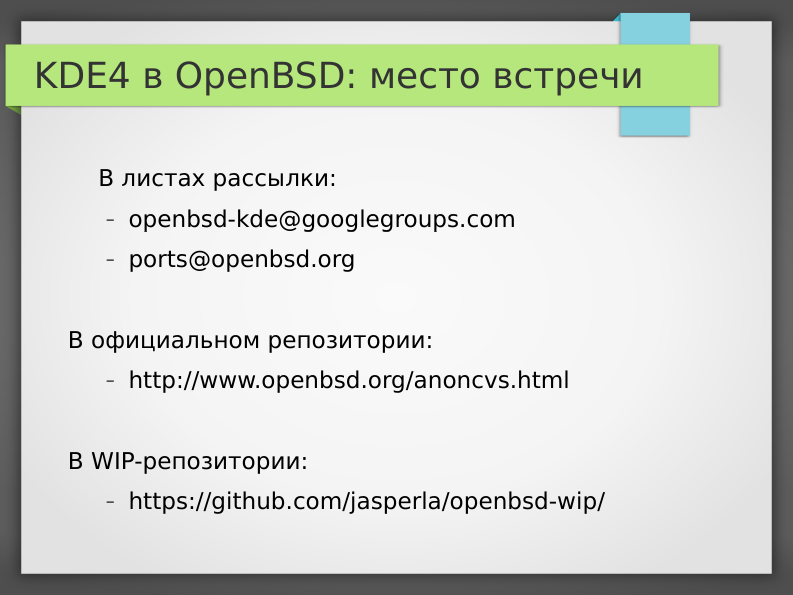 KDE4 в OpenBSD: место встречи
В листах рассылки:
– openbsd-kde@googlegroups.com
– ports@openbsd.org
В официальном репозитории:
– http://www.openbsd.org/anoncvs.html
В WIP-репозитории:
– https://github.com/jasperla/openbsd-wip/